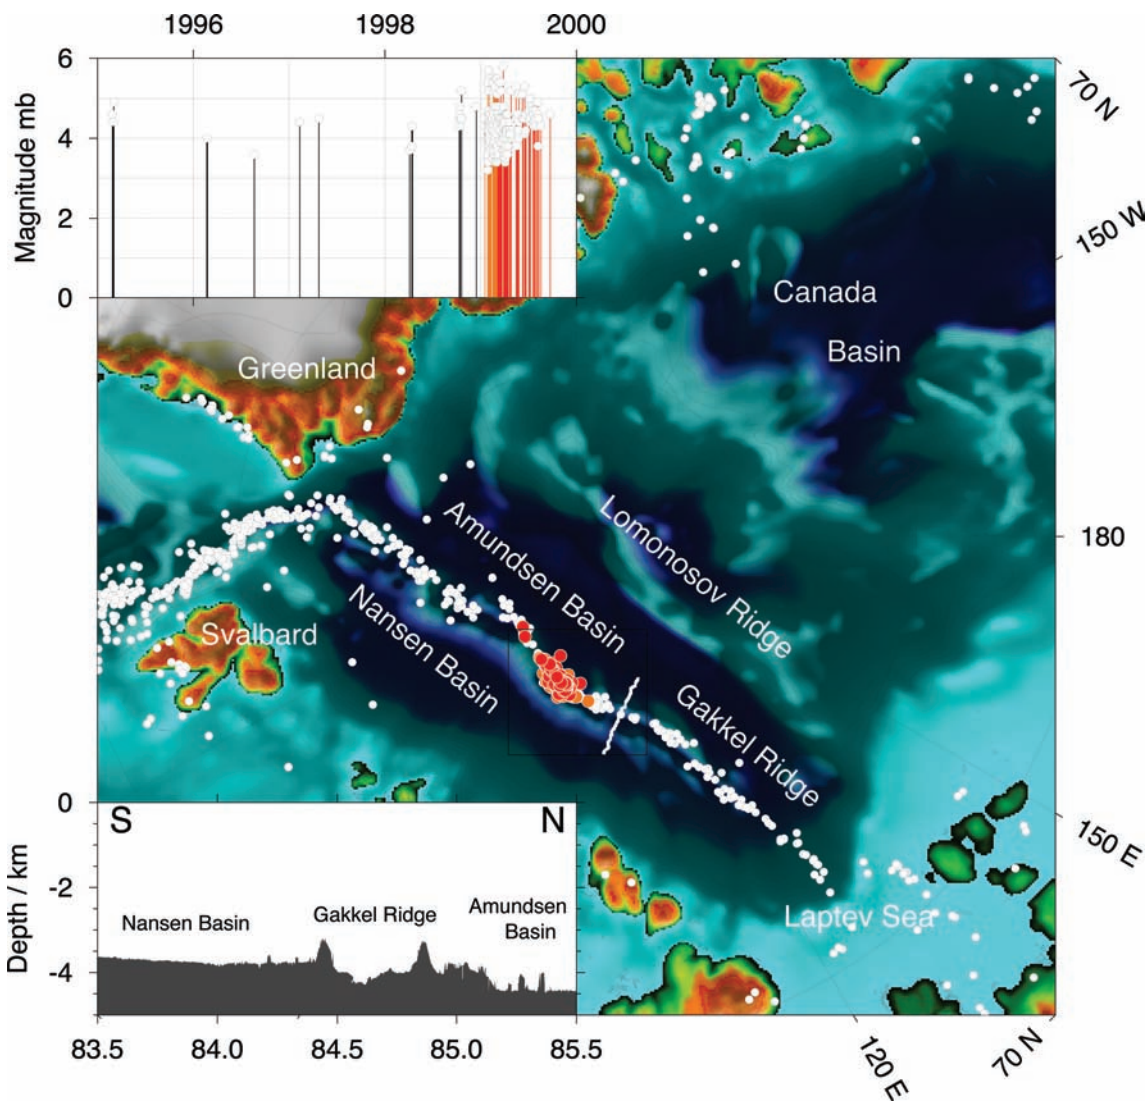 1996 1998 2000
6
4
2
0
Magnitude mb
70 N
150 W
Canada
Basin
Greenland
Lomonosov Ridge
180
Amundsen Basin
Nansen Basin
Svalbard
Gakkel Ridge
150 E
Laptev Sea
120 E
70 N
0
-2
-4
Depth / km
S N
Nansen Basin
Gakkel Ridge
Amundsen
Basin
83.5 84.0 84.5 85.0 85.5